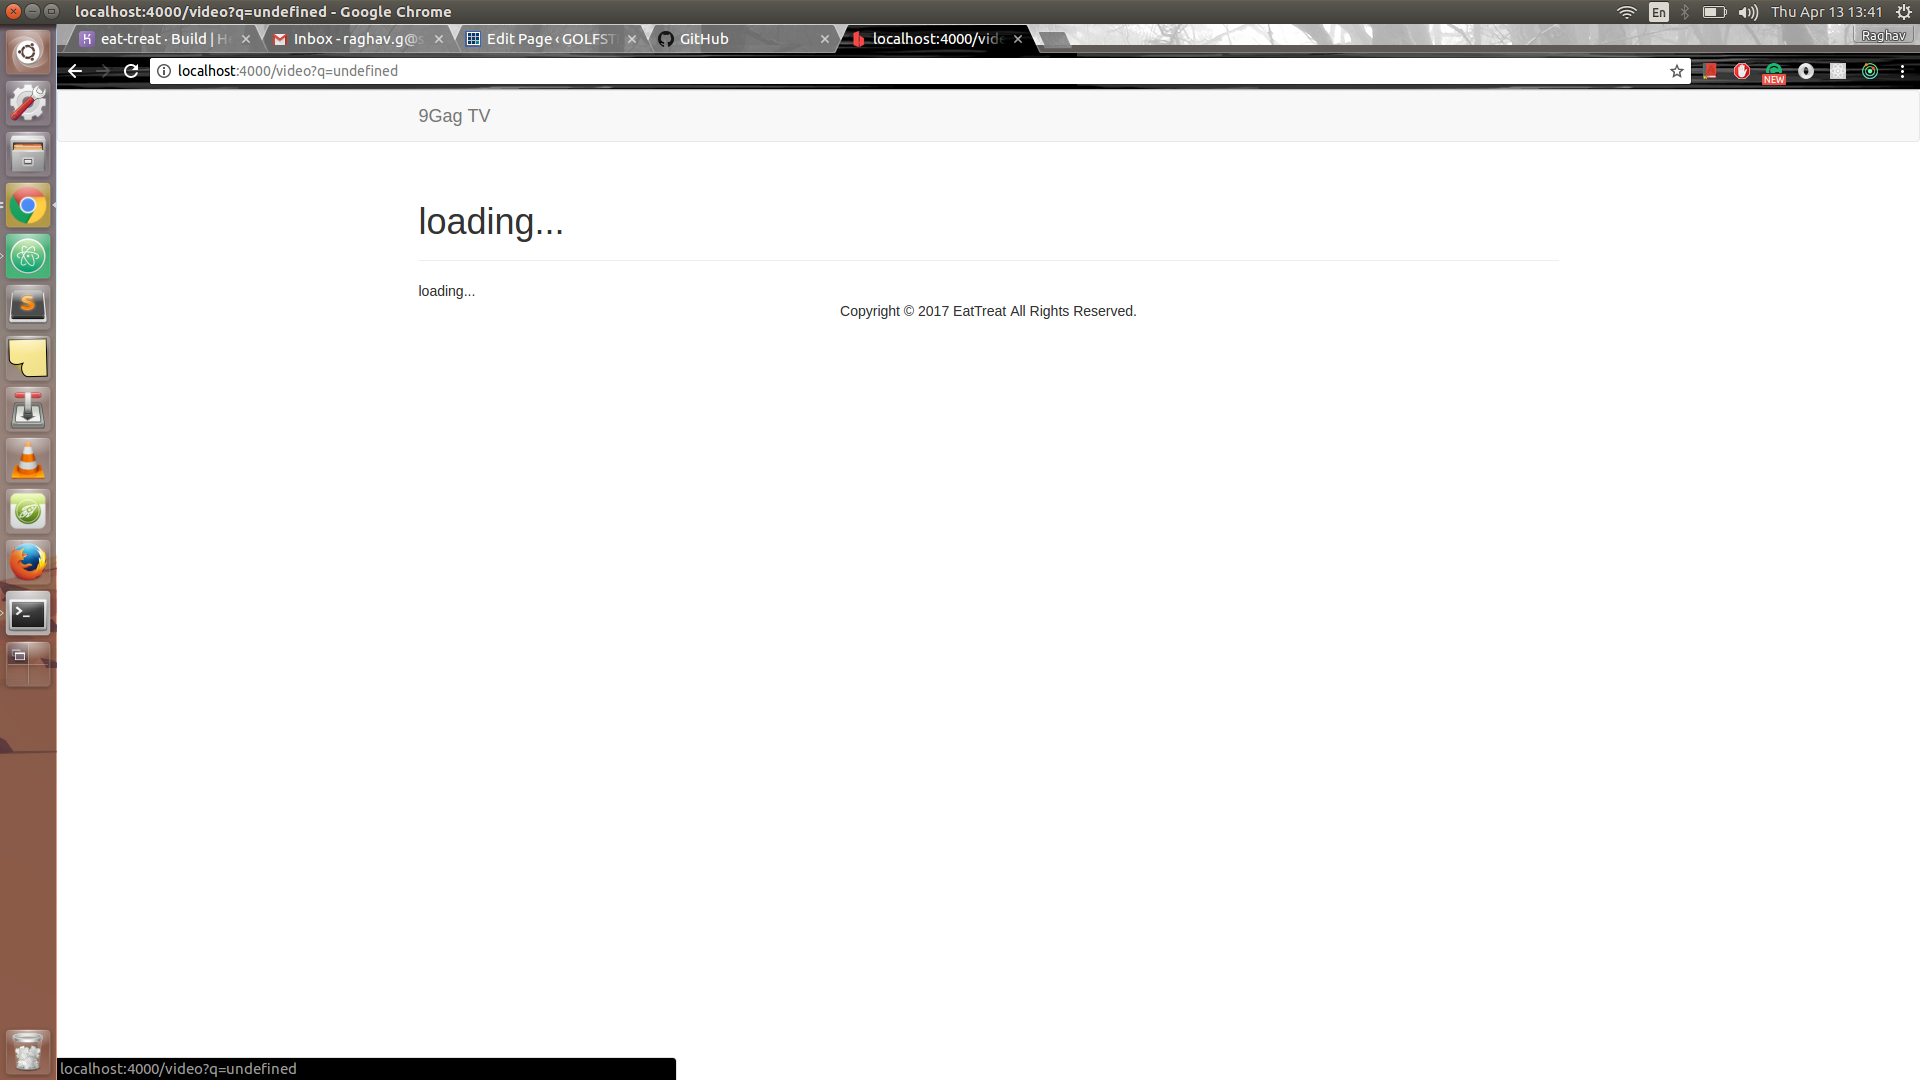 localhost:4000/video?q=undefined - Google Chrome
En
Thu Apr 13 13:41
eat-treat · Build | He
Inbox - raghav.g@s
Edit Page ‹ GOLFST
GitHub
localhost:4000/vide
Raghav
localhost:4000/video?q=undefined
NEW
9Gag TV
loading...
loading...
Copyright © 2017 EatTreat All Rights Reserved.
localhost:4000/video?q=undefined